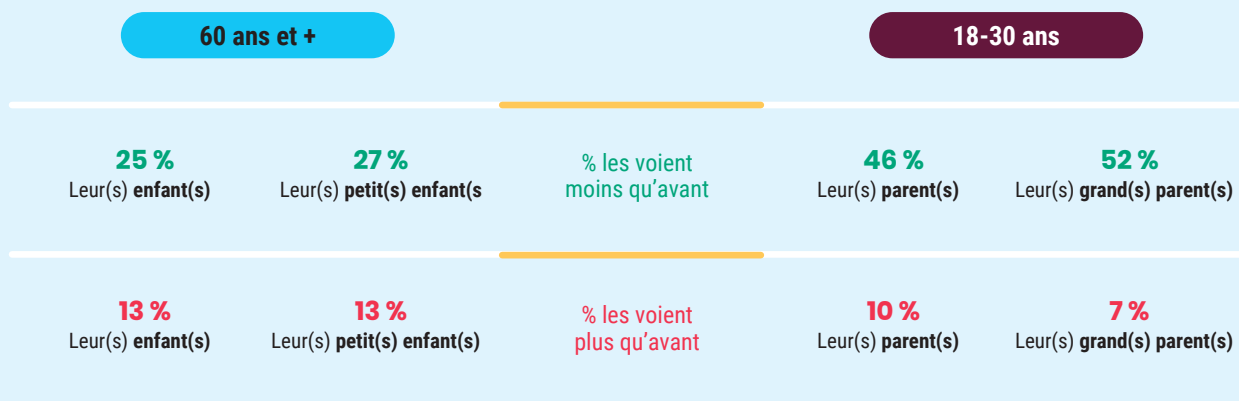 60 ans et +
18-30 ans
25 %
Leur(s) enfant(s)
27 %
Leur(s) petit(s) enfant(s
% les voient
moins qu’avant
46 %
Leur(s) parent(s)
52 %
Leur(s) grand(s) parent(s)
13 %
Leur(s) enfant(s)
13 %
Leur(s) petit(s) enfant(s)
% les voient
plus qu’avant
10 %
Leur(s) parent(s)
7 %
Leur(s) grand(s) parent(s)